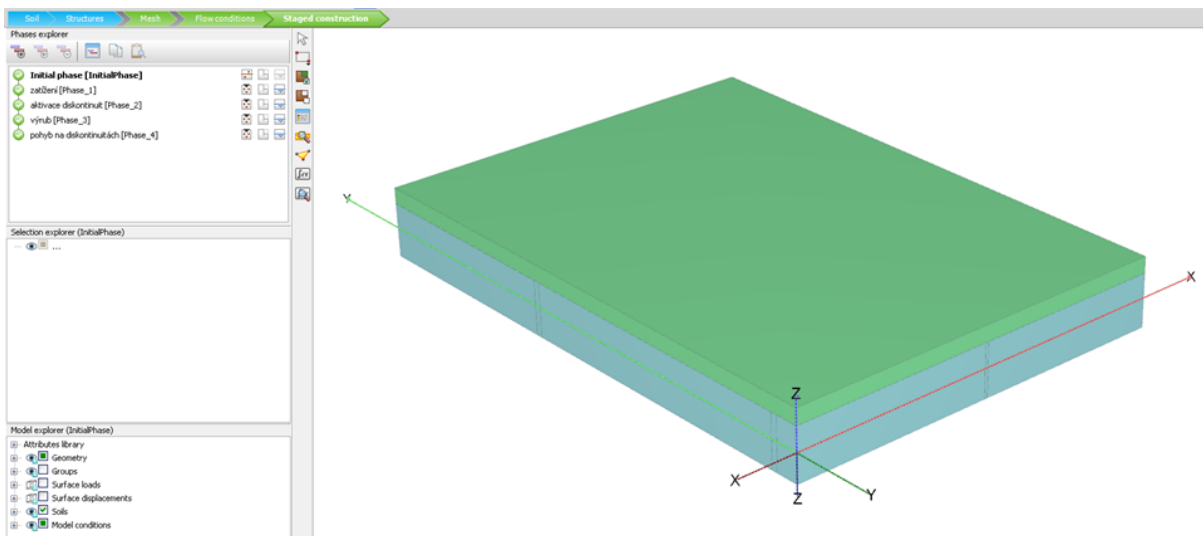 Soil Structures Mesh Flow conditions Staged construction
Phases explorer
Initial phase [InitialPhase]
zatížení [Phase_1]
aktivace diskontinuit [Phase_2]
výrub [Phase_3]
pohyb na diskontinuitách [Phase_4]
Selection explorer (InitialPhase)
...
Model explorer (InitialPhase)
Attributes library
Geometry
Groups
Surface loads
Surface displacements
Soils
Model conditions
Y
X
Z
X
Y
Z